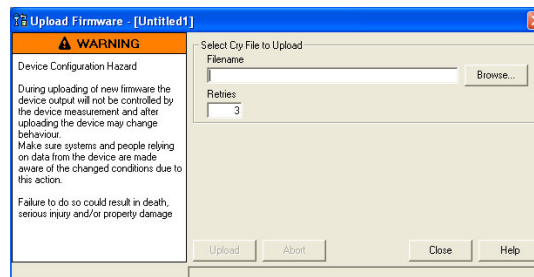 Upload Firmware - [Untitled1]
WARNING
Device Configuration Hazard
During uploading of new firmware the
device output will not be controlled by
the device measurement and after
uploading the device may change
behaviour.
Make sure systems and people relying
on data from the device are made
aware of the changed conditions due to
this action.
Failure to do so could result in death,
serious injury and/or property damage
Select Cry File to Upload
Filename
Browse...
Retries
3
Upload
Abort
Close
Help